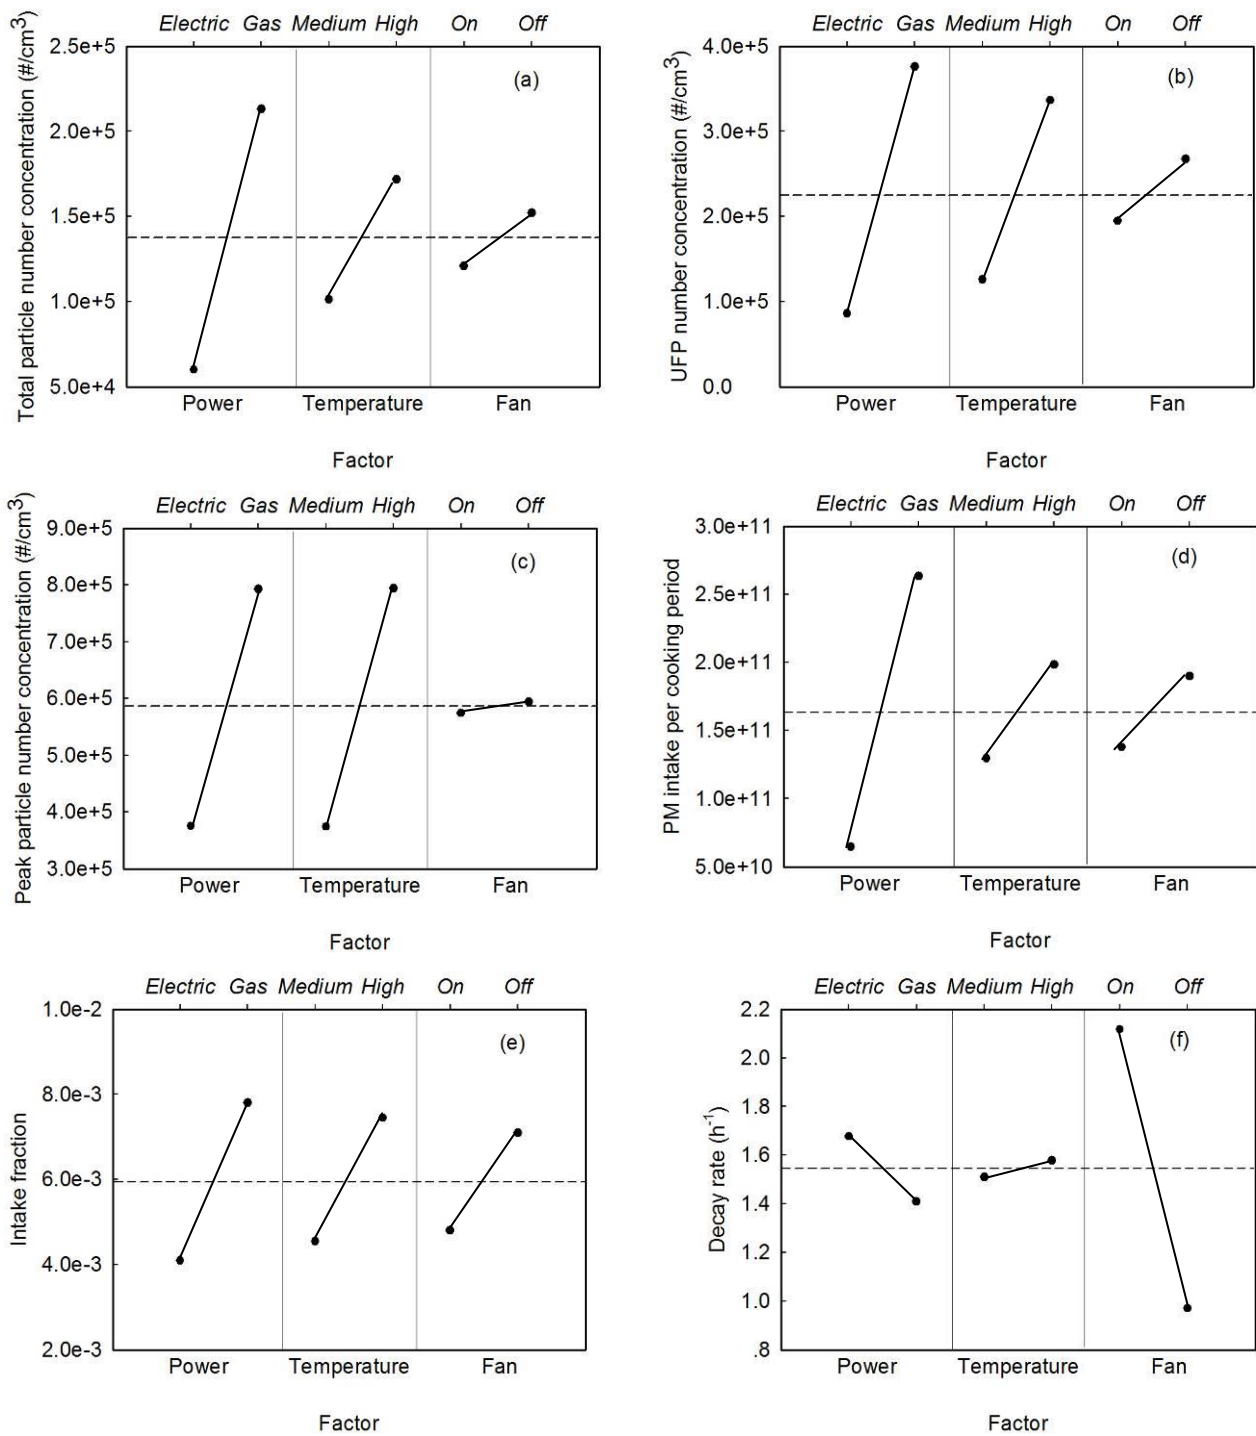 Electric Gas Medium High On Off
Total particle number concentration (#/cm³)
2.5e+5
2.0e+5
1.5e+5
1.0e+5
5.0e+4
(a)
Power Temperature Fan
Factor
Electric Gas Medium High On Off
UFP number concentration (#/cm³)
4.0e+5
3.0e+5
2.0e+5
1.0e+5
0.0
(b)
Power Temperature Fan
Factor
Electric Gas Medium High On Off
Peak particle number concentration (#/cm³)
9.0e+5
8.0e+5
7.0e+5
6.0e+5
5.0e+5
4.0e+5
3.0e+5
(c)
Power Temperature Fan
Factor
Electric Gas Medium High On Off
PM intake per cooking period
3.0e+11
2.5e+11
2.0e+11
1.5e+11
1.0e+11
5.0e+10
(d)
Power Temperature Fan
Factor
Electric Gas Medium High On Off
Intake fraction
1.0e-2
8.0e-3
6.0e-3
4.0e-3
2.0e-3
(e)
Power Temperature Fan
Factor
Electric Gas Medium High On Off
Decay rate (h⁻¹)
2.2
2.0
1.8
1.6
1.4
1.2
1.0
.8
(f)
Power Temperature Fan
Factor